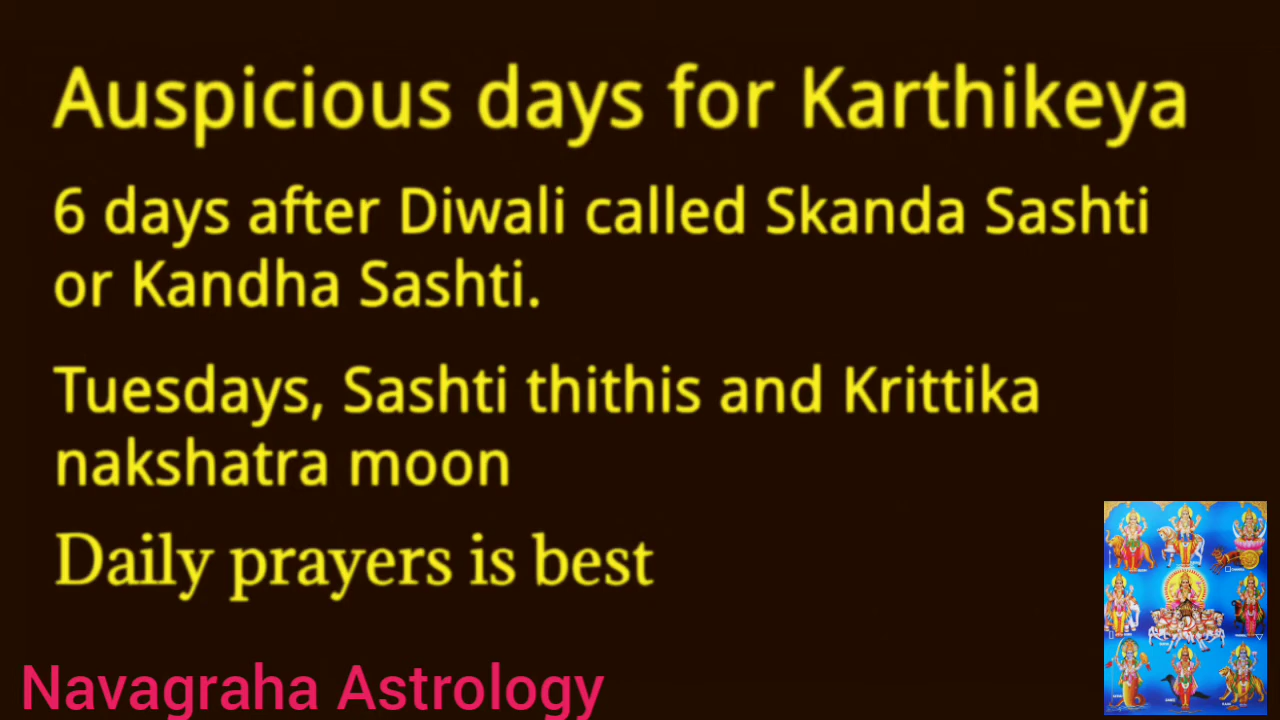 Auspicious days for Karthikeya
6 days after Diwali called Skanda Sashti
or Kandha Sashti.
Tuesdays, Sashti thithis and Krittika
nakshatra moon
Daily prayers is best
Navagraha Astrology